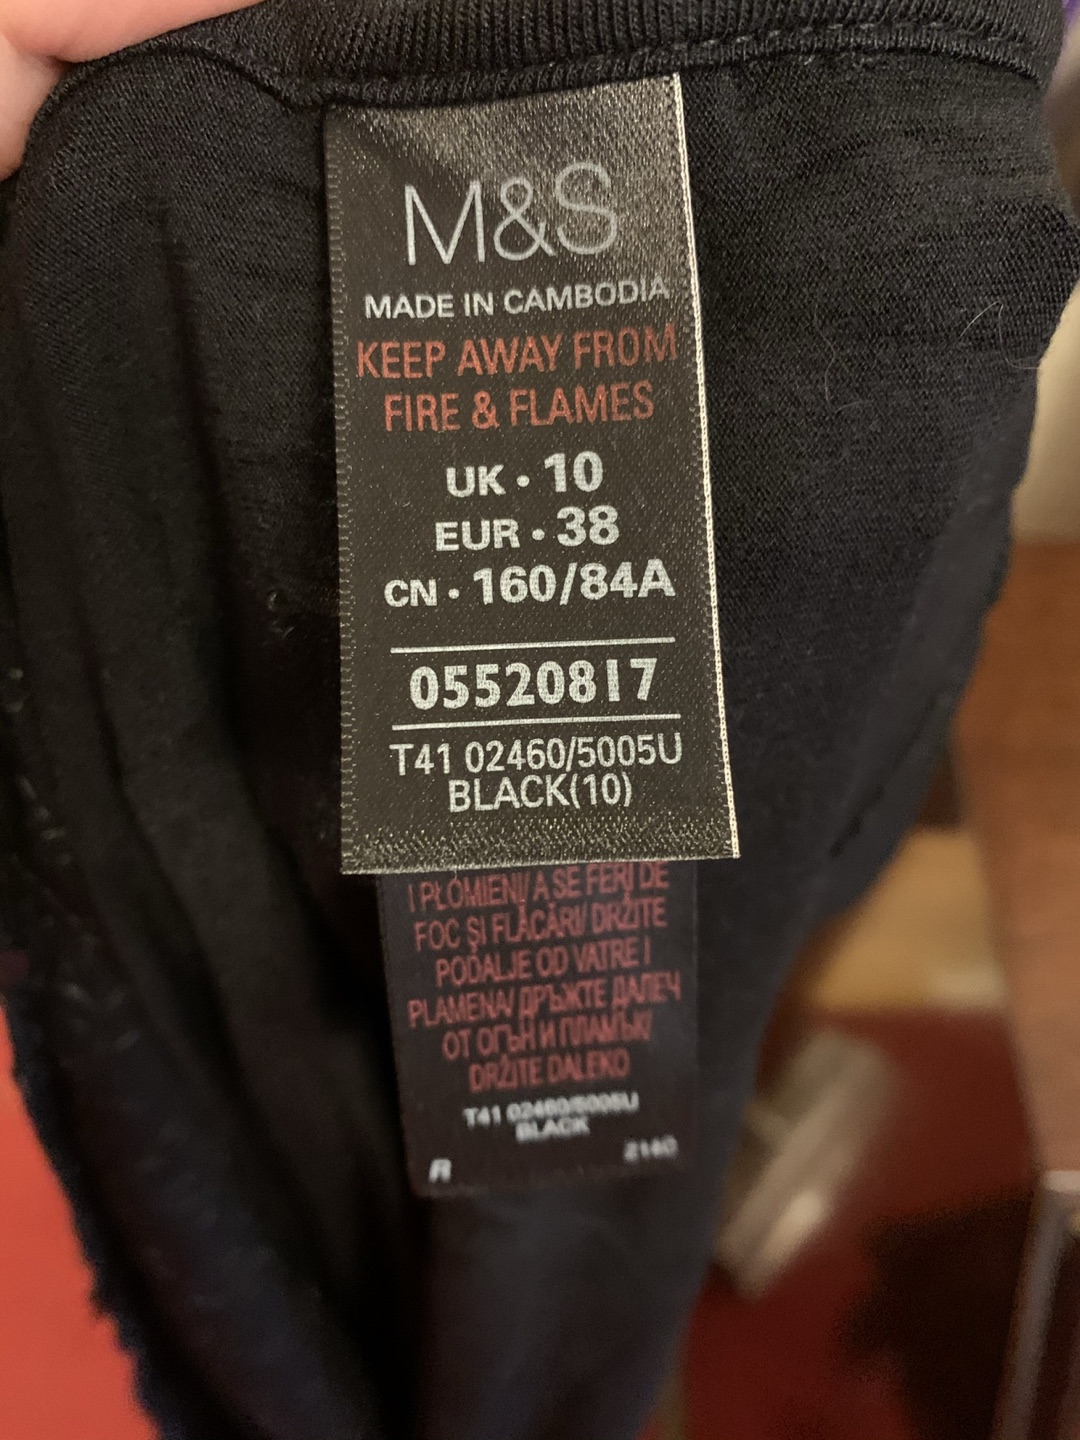 M&S
MADE IN CAMBODIA
KEEP AWAY FROM
FIRE & FLAMES
UK · 10
EUR · 38
CN · 160/84A
05520817
T41 02460/5005U
BLACK(10)
I PŁOMIENI/ A SE FERI DE
FOC ŞI FLĂCĂRI/ DRŽITE
PODALJE OD VATRE I
PLAMENA/ ДРЪЖТЕ ДАЛЕЧ
ОТ ОГЪН И ПЛАМЪК/
DRŽITE DALEKO
T41 02460/5005U
BLACK
R 2140